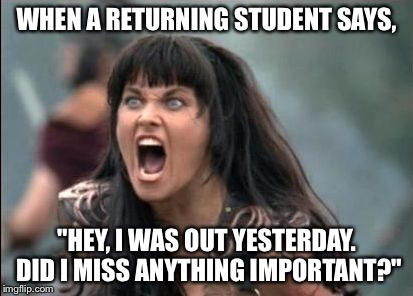 WHEN A RETURNING STUDENT SAYS,
"HEY, I WAS OUT YESTERDAY.
DID I MISS ANYTHING IMPORTANT?"
imgflip.com